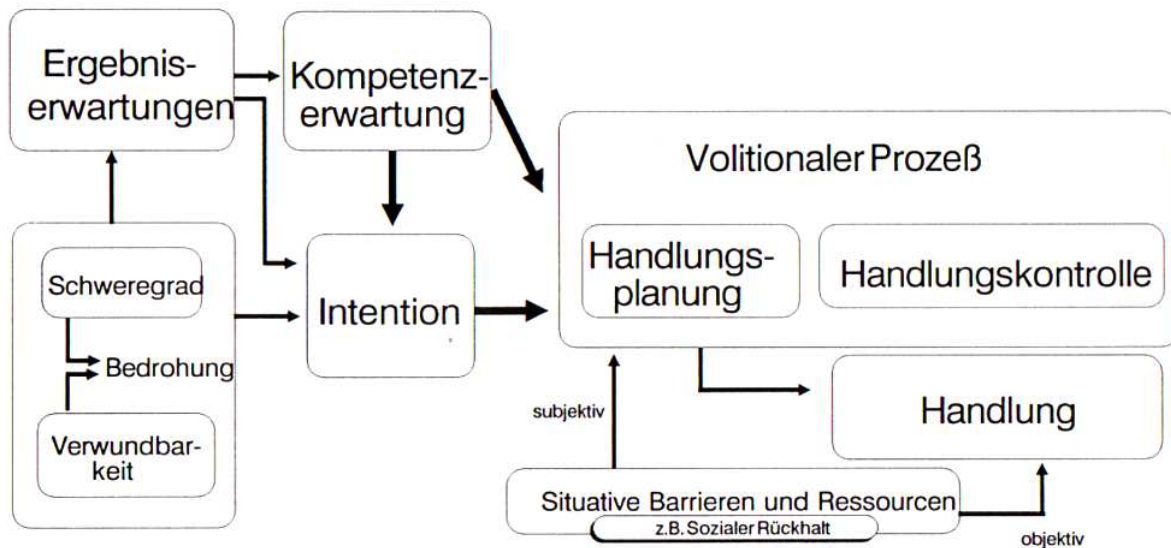 Ergebnis-
erwartungen
Kompetenz-
erwartung
Volitionaler Prozeß
Schweregrad
Bedrohung
Verwundbar-
keit
Intention
Handlungs-
planung
Handlungskontrolle
subjektiv
Handlung
Situative Barrieren und Ressourcen
z.B. Sozialer Rückhalt
objektiv